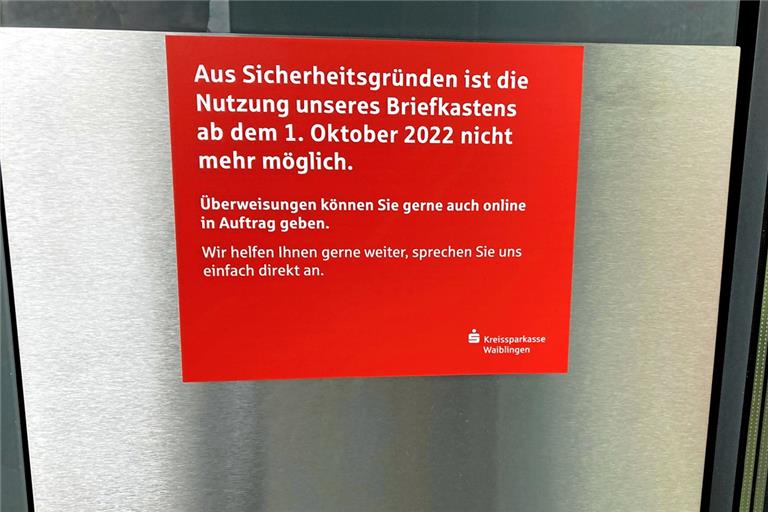 Aus Sicherheitsgründen ist die
Nutzung unseres Briefkastens
ab dem 1. Oktober 2022 nicht
mehr möglich.
Überweisungen können Sie gerne auch online
in Auftrag geben.
Wir helfen Ihnen gerne weiter, sprechen Sie uns
einfach direkt an.
Kreissparkasse
Waiblingen